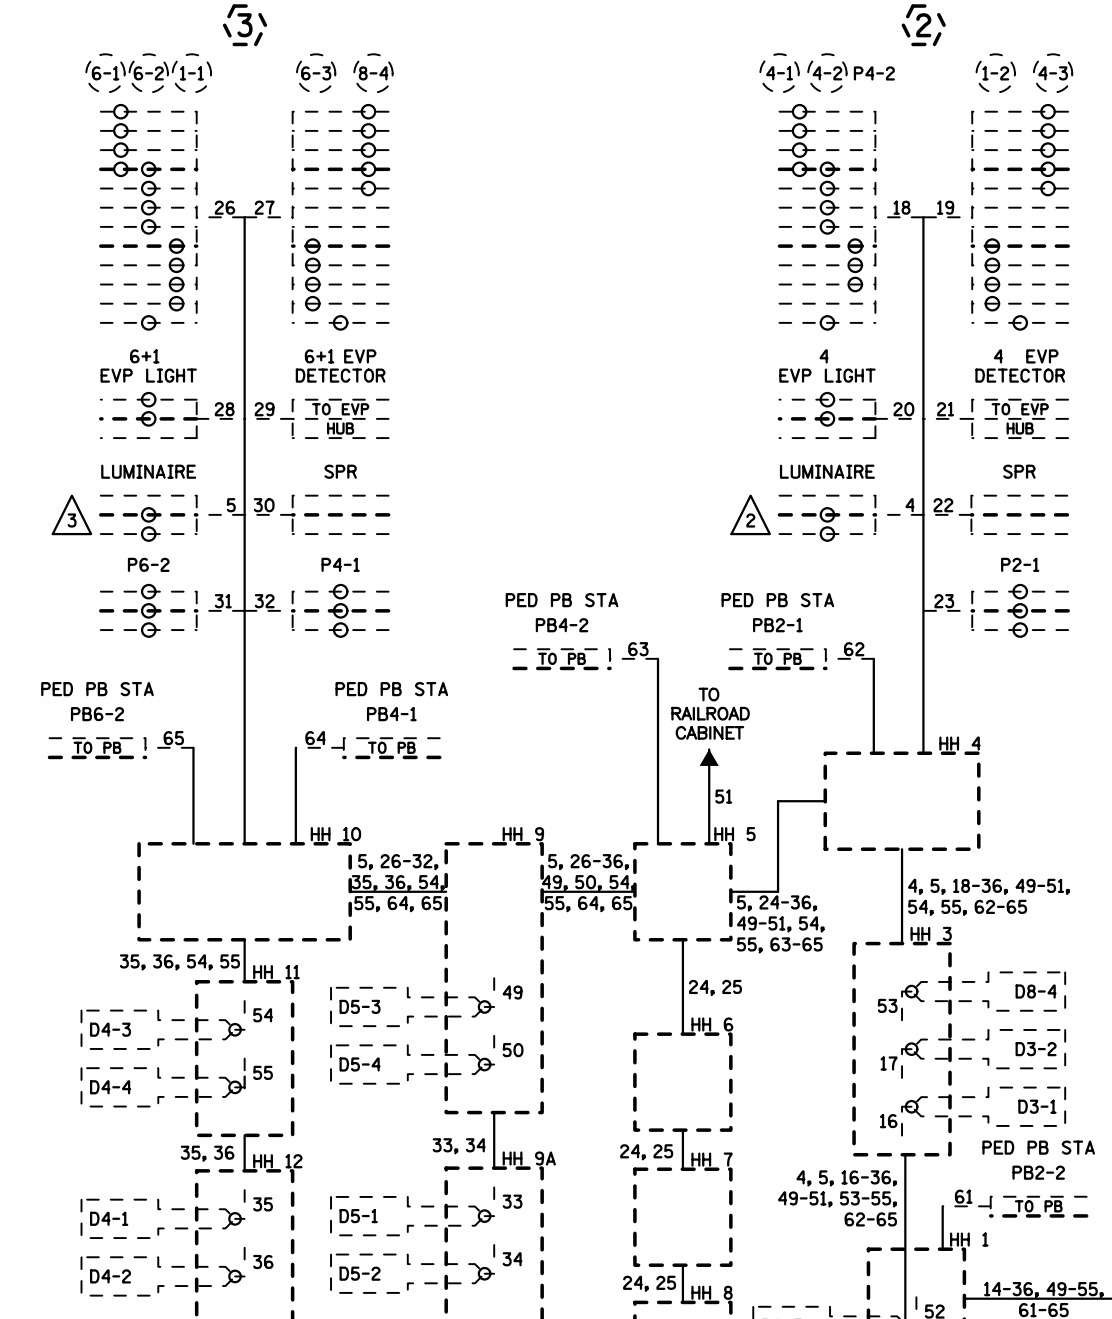 3
2
6-1 6-2 1-1
6-3 8-4
4-1 4-2 P4-2
1-2 4-3
26 27
18 19
6+1
EVP LIGHT
6+1 EVP
DETECTOR
4
EVP LIGHT
4 EVP
DETECTOR
28 29
TO EVP
HUB
20 21
TO EVP
HUB
LUMINAIRE
SPR
LUMINAIRE
SPR
3
5 30
2
4 22
P6-2
P4-1
P2-1
31 32
23
PED PB STA
PB4-2
TO PB
63
PED PB STA
PB2-1
TO PB
62
PED PB STA
PB6-2
TO PB
65
PED PB STA
PB4-1
64
TO PB
TO
RAILROAD
CABINET
51
HH 4
HH 10
HH 9
HH 5
5, 26-32,
35, 36, 54,
55, 64, 65
5, 26-36,
49, 50, 54,
55, 64, 65
5, 24-36,
49-51, 54,
55, 63-65
4, 5, 18-36, 49-51,
54, 55, 62-65
HH 3
35, 36, 54, 55
HH 11
D4-3
54
D4-4
55
D5-3
49
D5-4
50
24, 25
HH 6
53
D8-4
17
D3-2
16
D3-1
35, 36
HH 12
33, 34
HH 9A
24, 25
HH 7
4, 5, 16-36,
49-51, 53-55,
62-65
PED PB STA
PB2-2
61
TO PB
HH 1
D4-1
35
D4-2
36
D5-1
33
D5-2
34
24, 25
HH 8
52
14-36, 49-55,
61-65